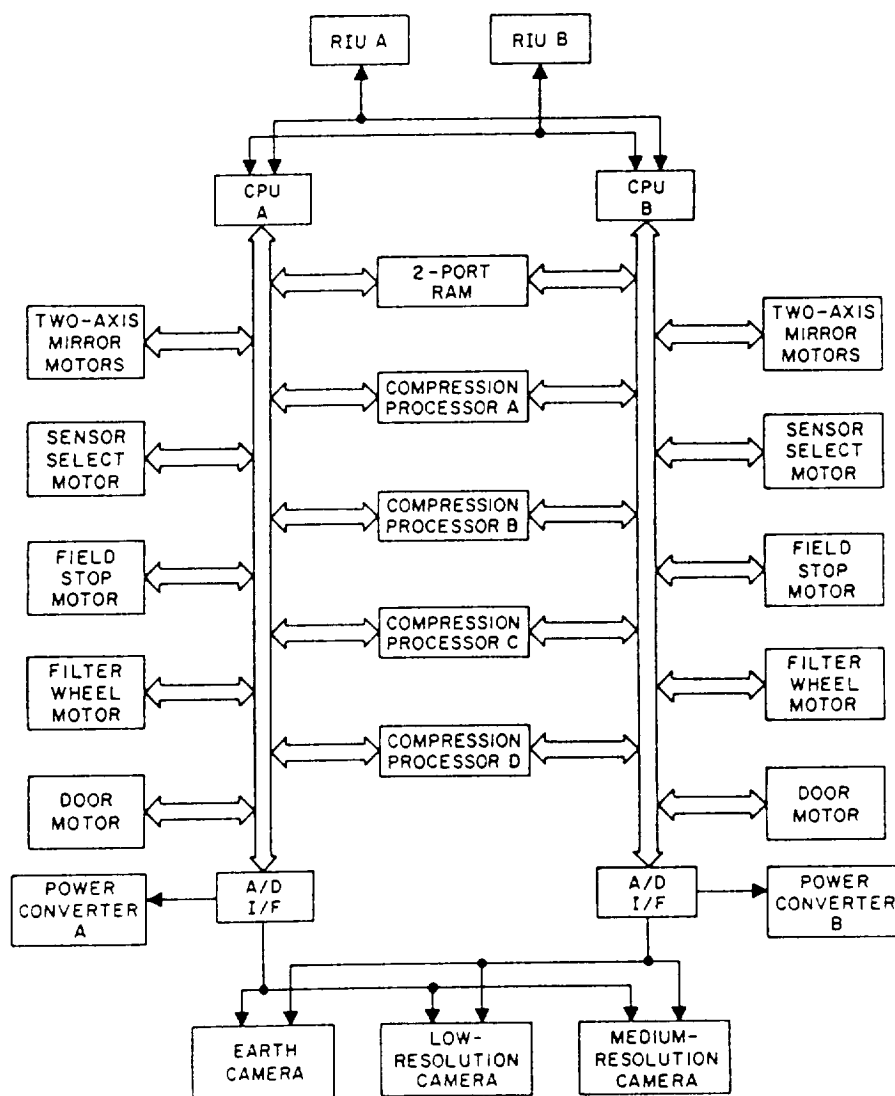 RIU A
RIU B
CPU
A
CPU
B
2-PORT
RAM
TWO-AXIS
MIRROR
MOTORS
TWO-AXIS
MIRROR
MOTORS
COMPRESSION
PROCESSOR A
SENSOR
SELECT
MOTOR
SENSOR
SELECT
MOTOR
COMPRESSION
PROCESSOR B
FIELD
STOP
MOTOR
FIELD
STOP
MOTOR
COMPRESSION
PROCESSOR C
FILTER
WHEEL
MOTOR
FILTER
WHEEL
MOTOR
COMPRESSION
PROCESSOR D
DOOR
MOTOR
DOOR
MOTOR
POWER
CONVERTER
A
A/D
I/F
A/D
I/F
POWER
CONVERTER
B
EARTH
CAMERA
LOW-
RESOLUTION
CAMERA
MEDIUM-
RESOLUTION
CAMERA